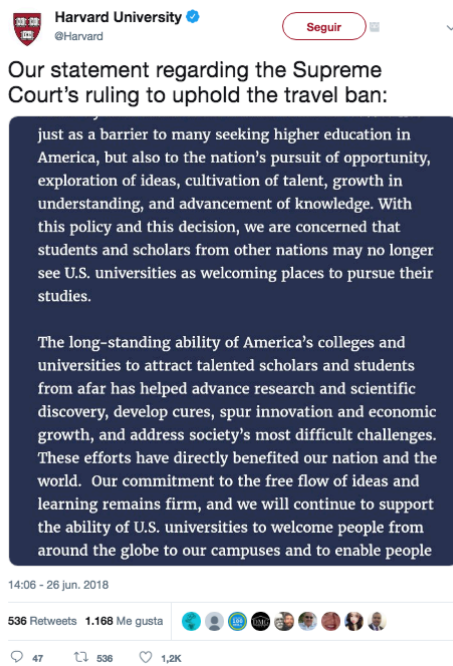 Harvard University
@Harvard
Seguir
Our statement regarding the Supreme
Court's ruling to uphold the travel ban:
just as a barrier to many seeking higher education in
America, but also to the nation's pursuit of opportunity,
exploration of ideas, cultivation of talent, growth in
understanding, and advancement of knowledge. With
this policy and this decision, we are concerned that
students and scholars from other nations may no longer
see U.S. universities as welcoming places to pursue their
studies.
The long-standing ability of America's colleges and
universities to attract talented scholars and students
from afar has helped advance research and scientific
discovery, develop cures, spur innovation and economic
growth, and address society's most difficult challenges.
These efforts have directly benefited our nation and the
world. Our commitment to the free flow of ideas and
learning remains firm, and we will continue to support
the ability of U.S. universities to welcome people from
around the globe to our campuses and to enable people
14:06 - 26 jun. 2018
536 Retweets 1.168 Me gusta
47 536 1,2K